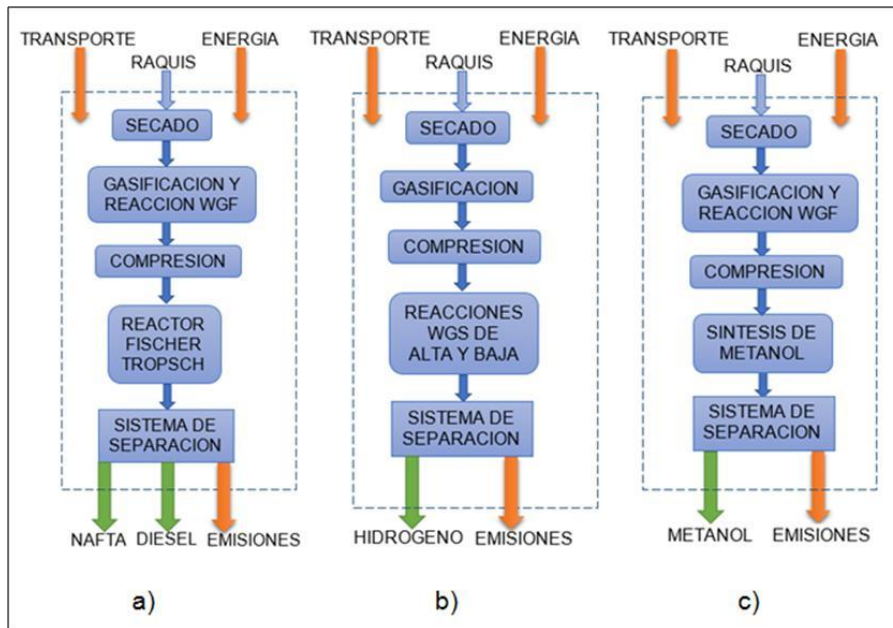 TRANSPORTE
ENERGIA
RAQUIS
SECADO
GASIFICACION Y
REACCION WGF
COMPRESION
REACTOR
FISCHER
TROPSCH
SISTEMA DE
SEPARACION
NAFTA
DIESEL
EMISIONES
a)
TRANSPORTE
ENERGIA
RAQUIS
SECADO
GASIFICACION
COMPRESION
REACCIONES
WGS DE
ALTA Y BAJA
SISTEMA DE
SEPARACION
HIDROGENO
EMISIONES
b)
TRANSPORTE
ENERGIA
RAQUIS
SECADO
GASIFICACION Y
REACCION WGF
COMPRESION
SINTESIS DE
METANOL
SISTEMA DE
SEPARACION
METANOL
EMISIONES
c)